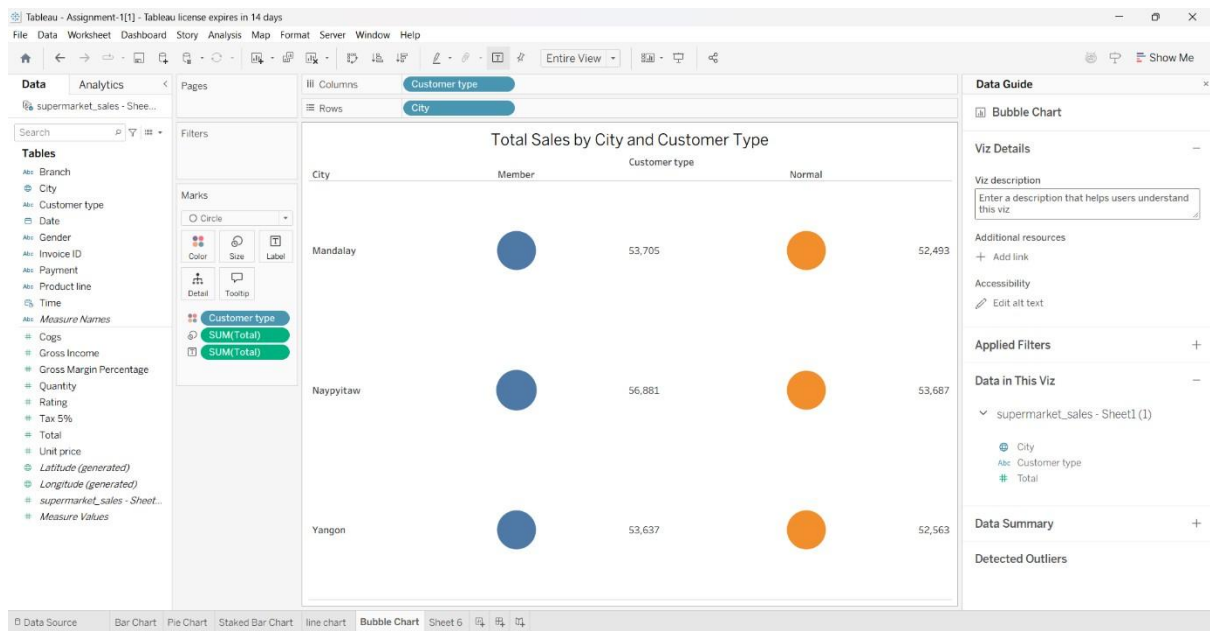 Tableau - Assignment-1[1] - Tableau license expires in 14 days
File Data Worksheet Dashboard Story Analysis Map Format Server Window Help
Entire View
Show Me
Data Analytics
supermarket_sales - Shee...
Search
Tables
Abc Branch
City
Abc Customer type
Date
Abc Gender
Abc Invoice ID
Abc Payment
Abc Product line
Time
Abc Measure Names
# Cogs
# Gross Income
# Gross Margin Percentage
# Quantity
# Rating
# Tax 5%
# Total
# Unit price
Latitude (generated)
Longitude (generated)
# supermarket_sales - Sheet...
# Measure Values
Pages
Filters
Marks
Circle
Color Size Label
Detail Tooltip
Customer type
SUM(Total)
SUM(Total)
Columns Customer type
Rows City
Total Sales by City and Customer Type
Customer type
City Member Normal
Mandalay 53,705 52,493
Naypyitaw 56,881 53,687
Yangon 53,637 52,563
Data Guide
Bubble Chart
Viz Details
Viz description
Enter a description that helps users understand
this viz
Additional resources
+ Add link
Accessibility
Edit alt text
Applied Filters
Data in This Viz
supermarket_sales - Sheet1 (1)
City
Abc Customer type
# Total
Data Summary
Detected Outliers
Data Source Bar Chart Pie Chart Staked Bar Chart line chart Bubble Chart Sheet 6